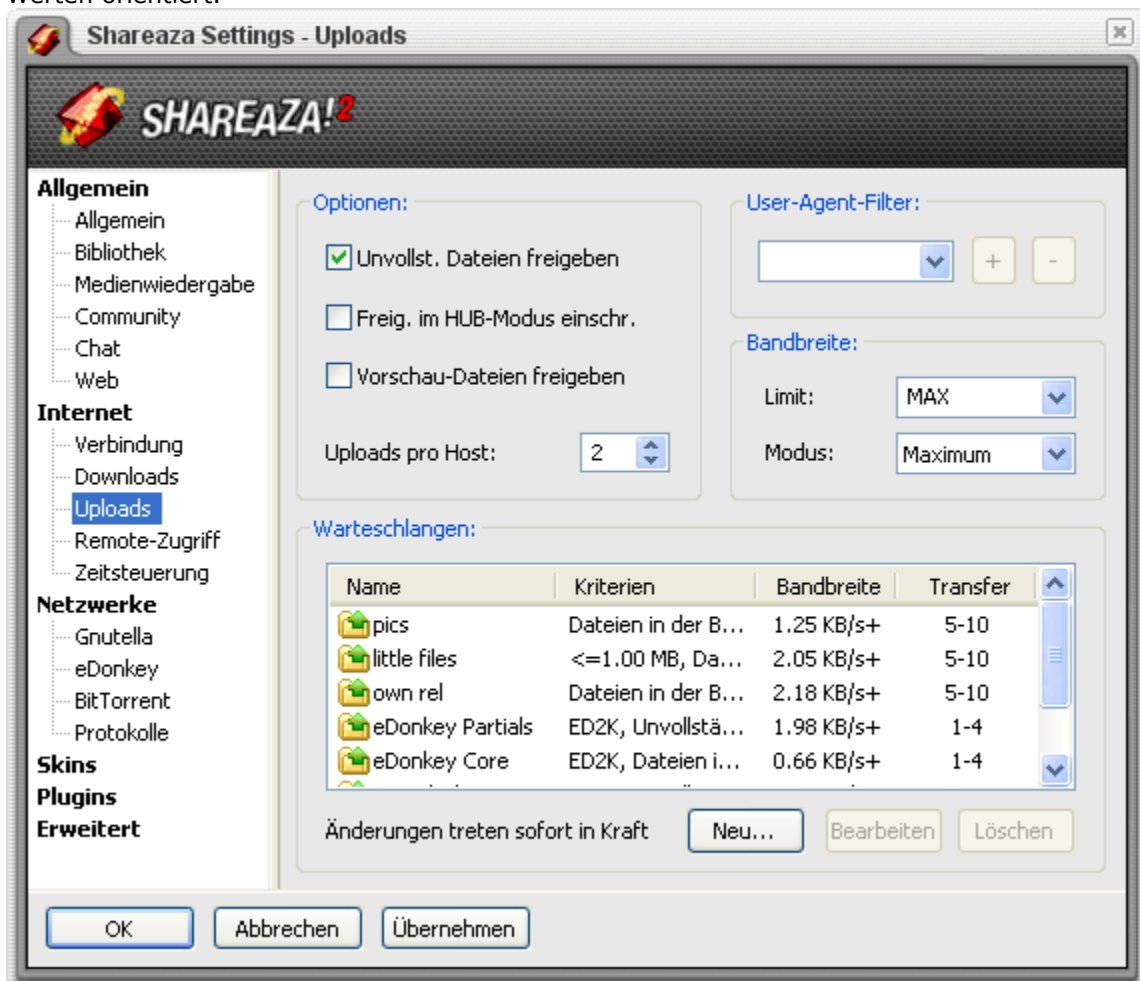 werten orientiert.
Shareaza Settings - Uploads
SHAREAZA!2
Allgemein
Allgemein
Bibliothek
Medienwiedergabe
Community
Chat
Web
Internet
Verbindung
Downloads
Uploads
Remote-Zugriff
Zeitsteuerung
Netzwerke
Gnutella
eDonkey
BitTorrent
Protokolle
Skins
Plugins
Erweitert
Optionen:
Unvollst. Dateien freigeben
Freig. im HUB-Modus einschr.
Vorschau-Dateien freigeben
Uploads pro Host: 2
User-Agent-Filter:
+ -
Bandbreite:
Limit: MAX
Modus: Maximum
Warteschlangen:
Name Kriterien Bandbreite Transfer
pics Dateien in der B... 1.25 KB/s+ 5-10
little files <=1.00 MB, Da... 2.05 KB/s+ 5-10
own rel Dateien in der B... 2.18 KB/s+ 5-10
eDonkey Partials ED2K, Unvollstä... 1.98 KB/s+ 1-4
eDonkey Core ED2K, Dateien i... 0.66 KB/s+ 1-4
Änderungen treten sofort in Kraft Neu... Bearbeiten Löschen
OK Abbrechen Übernehmen